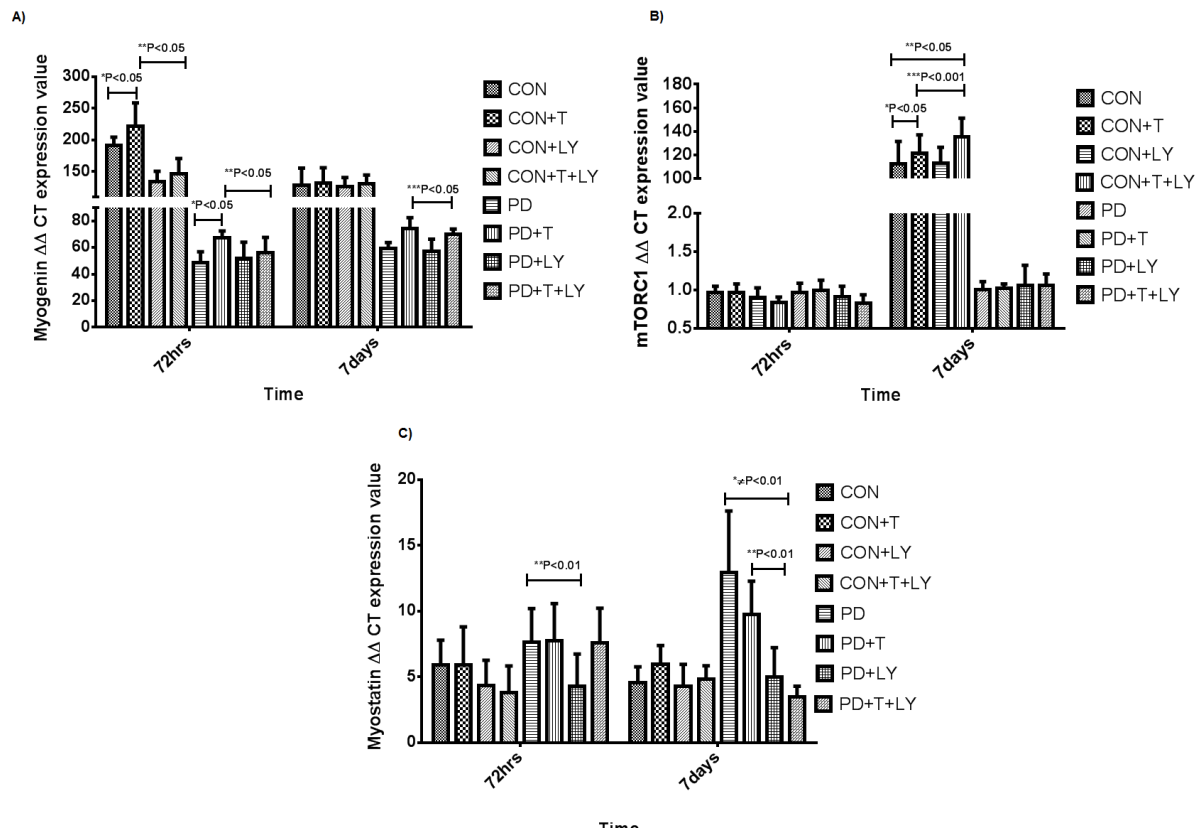 A)
Myogenin ΔΔ CT expression value
300
250
200
150
80
60
40
20
0
*P<0.05
**P<0.05
*P<0.05
**P<0.05
***P<0.05
72hrs
7days
Time
CON
CON+T
CON+LY
CON+T+LY
PD
PD+T
PD+LY
PD+T+LY
B)
mTORC1 ΔΔ CT expression value
180
160
140
120
100
2.0
1.5
1.0
0.5
**P<0.05
***P<0.001
*P<0.05
72hrs
7days
Time
CON
CON+T
CON+LY
CON+T+LY
PD
PD+T
PD+LY
PD+T+LY
C)
Myostatin ΔΔ CT expression value
20
15
10
5
0
**P<0.01
*≠P<0.01
**P<0.01
72hrs
7days
Time
CON
CON+T
CON+LY
CON+T+LY
PD
PD+T
PD+LY
PD+T+LY